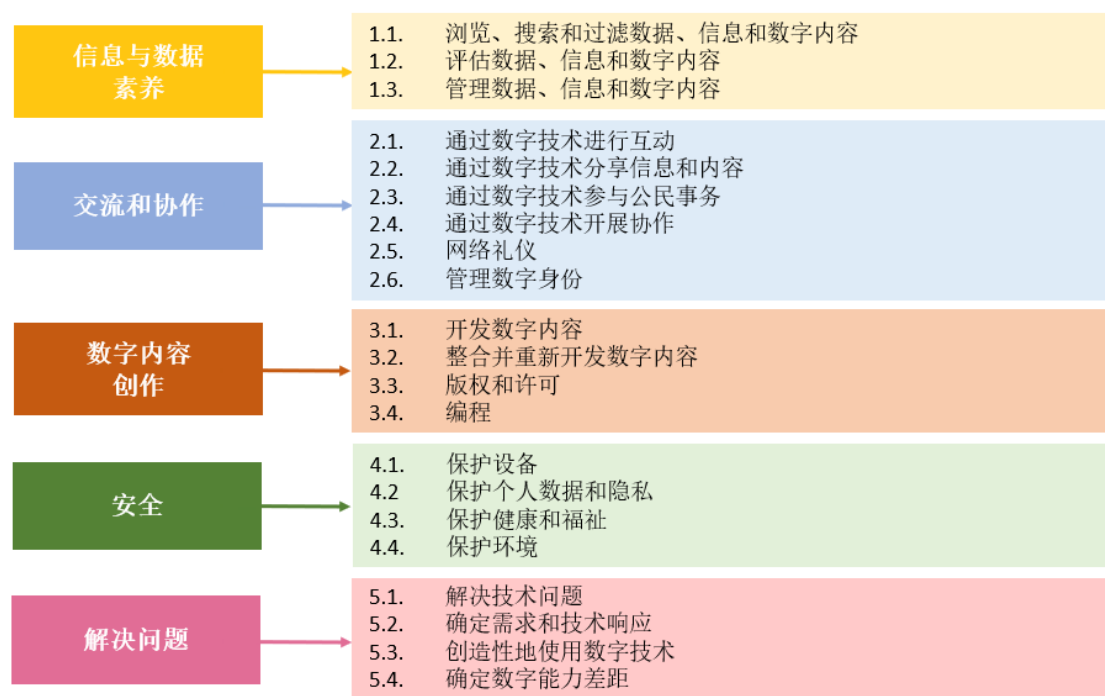 信息与数据
素养
1.1. 浏览、搜索和过滤数据、信息和数字内容
1.2. 评估数据、信息和数字内容
1.3. 管理数据、信息和数字内容
交流和协作
2.1. 通过数字技术进行互动
2.2. 通过数字技术分享信息和内容
2.3. 通过数字技术参与公民事务
2.4. 通过数字技术开展协作
2.5. 网络礼仪
2.6. 管理数字身份
数字内容
创作
3.1. 开发数字内容
3.2. 整合并重新开发数字内容
3.3. 版权和许可
3.4. 编程
安全
4.1. 保护设备
4.2 保护个人数据和隐私
4.3. 保护健康和福祉
4.4. 保护环境
解决问题
5.1. 解决技术问题
5.2. 确定需求和技术响应
5.3. 创造性地使用数字技术
5.4. 确定数字能力差距